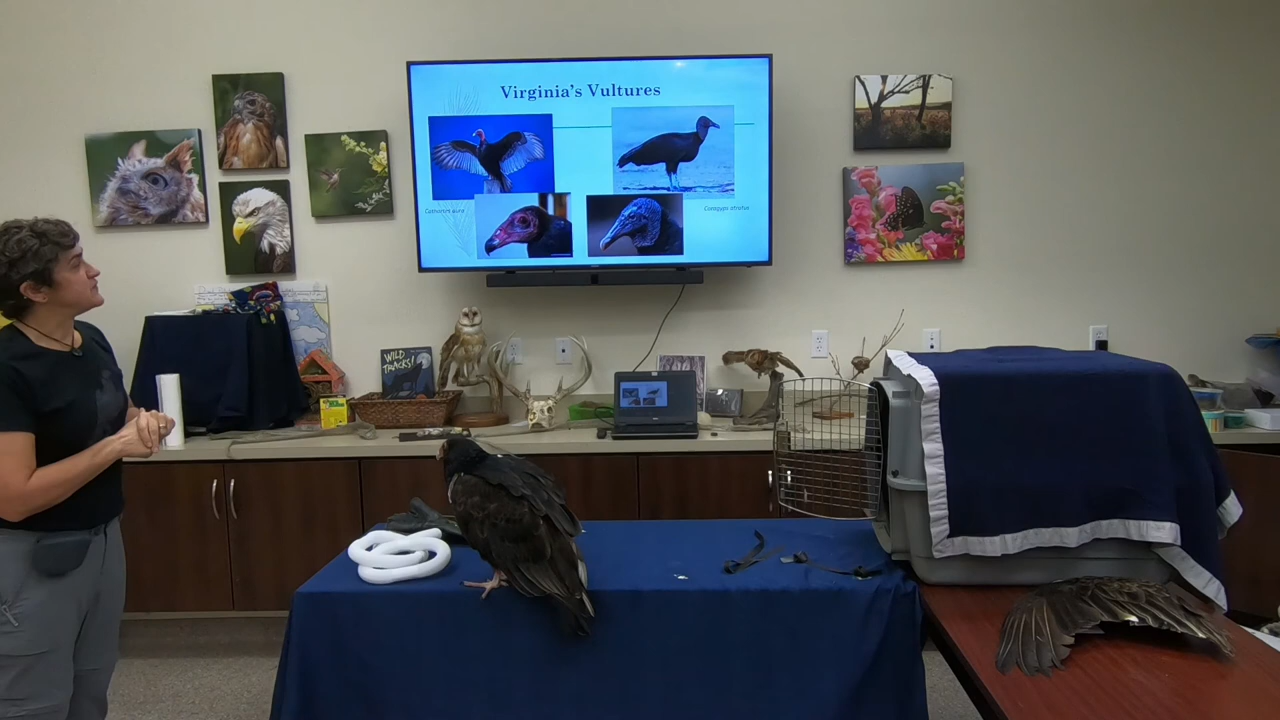 Virginia's Vultures
Cathartes aura
Coragyps atratus
WILD
TRACKS!